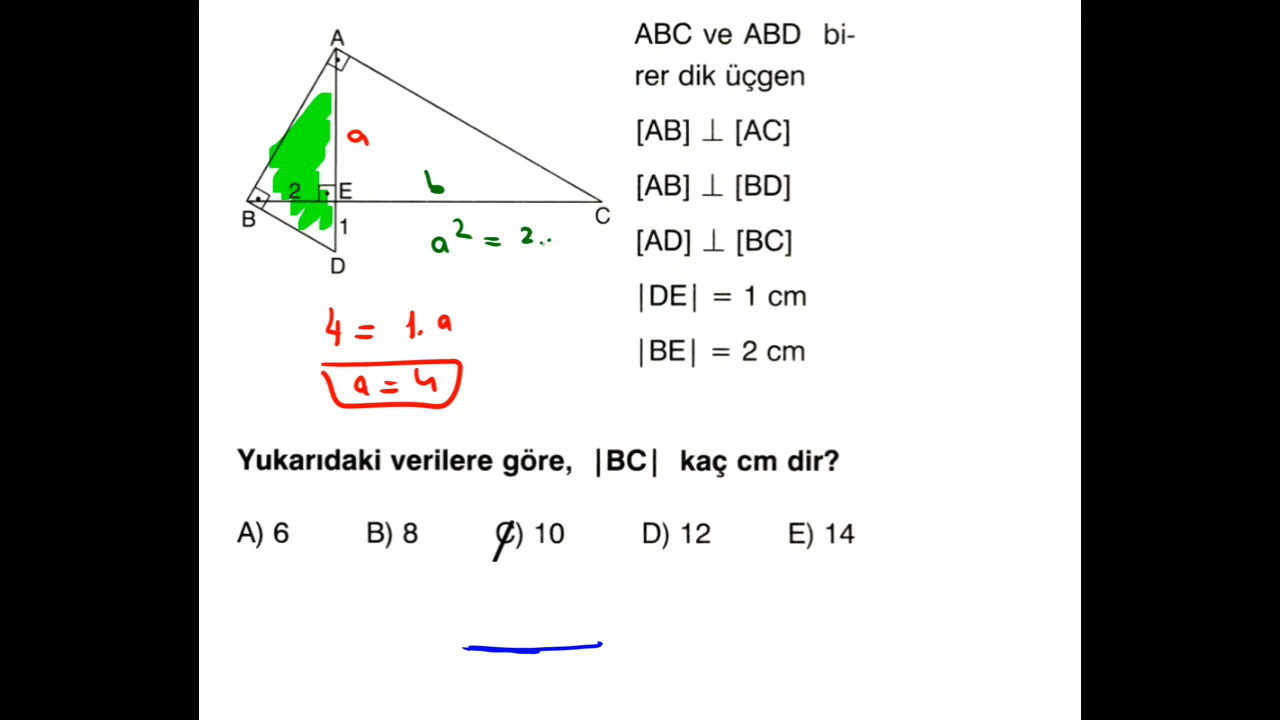 A
a
2
E
b
B
C
1
D
a² = 2..
4 = 1. a
a = 4
ABC ve ABD bi-
rer dik üçgen
[AB] ⊥ [AC]
[AB] ⊥ [BD]
[AD] ⊥ [BC]
|DE| = 1 cm
|BE| = 2 cm
Yukarıdaki verilere göre, |BC| kaç cm dir?
A) 6 B) 8 C) 10 D) 12 E) 14